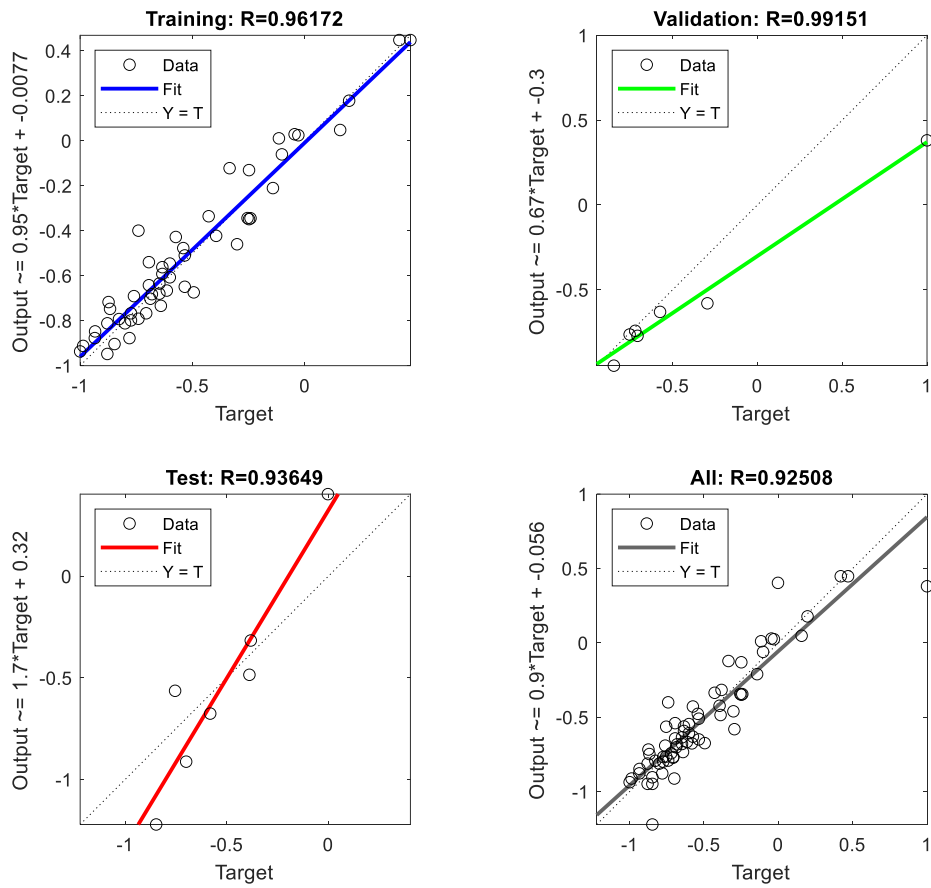 Training: R=0.96172
Output ~= 0.95*Target + -0.0077
Data
Fit
Y = T
0.4
0.2
0
-0.2
-0.4
-0.6
-0.8
-1
-1 -0.5 0
Target
Validation: R=0.99151
Output ~= 0.67*Target + -0.3
Data
Fit
Y = T
1
0.5
0
-0.5
-0.5 0 0.5 1
Target
Test: R=0.93649
Output ~= 1.7*Target + 0.32
Data
Fit
Y = T
0
-0.5
-1
-1 -0.5 0
Target
All: R=0.92508
Output ~= 0.9*Target + -0.056
Data
Fit
Y = T
1
0.5
0
-0.5
-1
-1 -0.5 0 0.5 1
Target